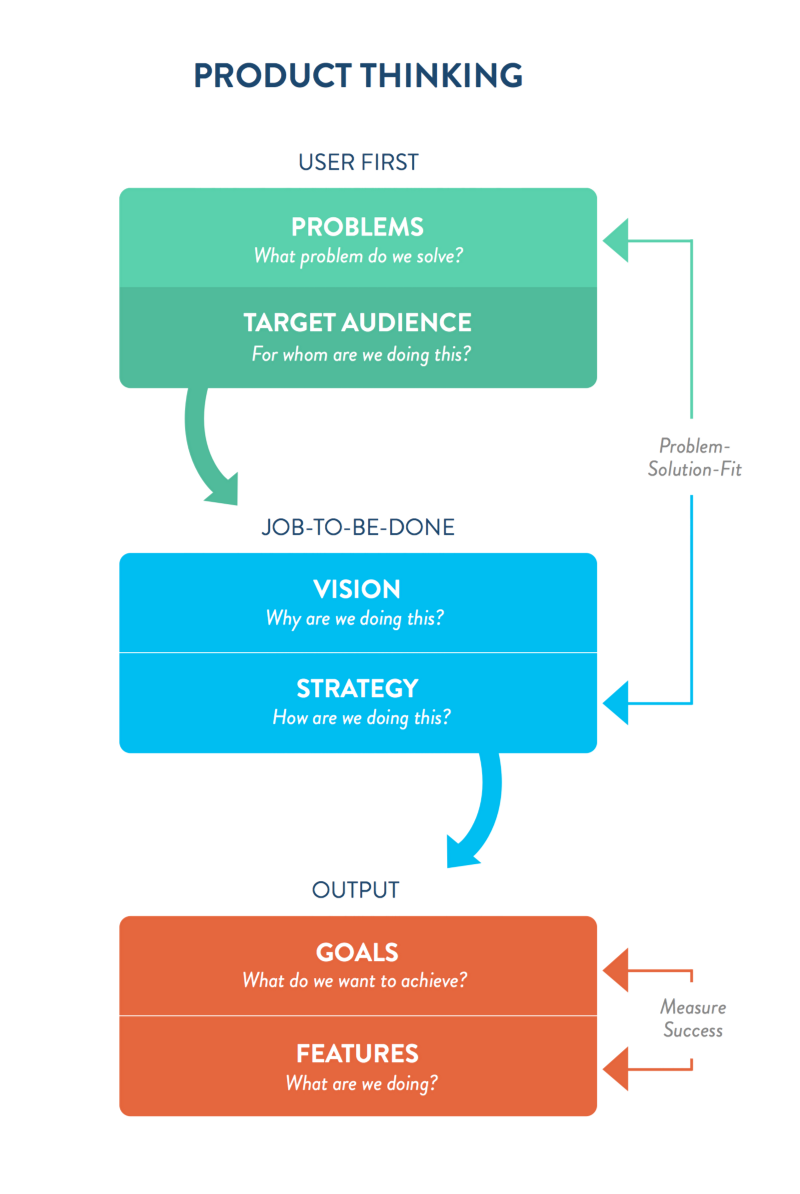 PRODUCT THINKING
USER FIRST
PROBLEMS
What problem do we solve?
TARGET AUDIENCE
For whom are we doing this?
Problem-
Solution-Fit
JOB-TO-BE-DONE
VISION
Why are we doing this?
STRATEGY
How are we doing this?
OUTPUT
GOALS
What do we want to achieve?
Measure
Success
FEATURES
What are we doing?